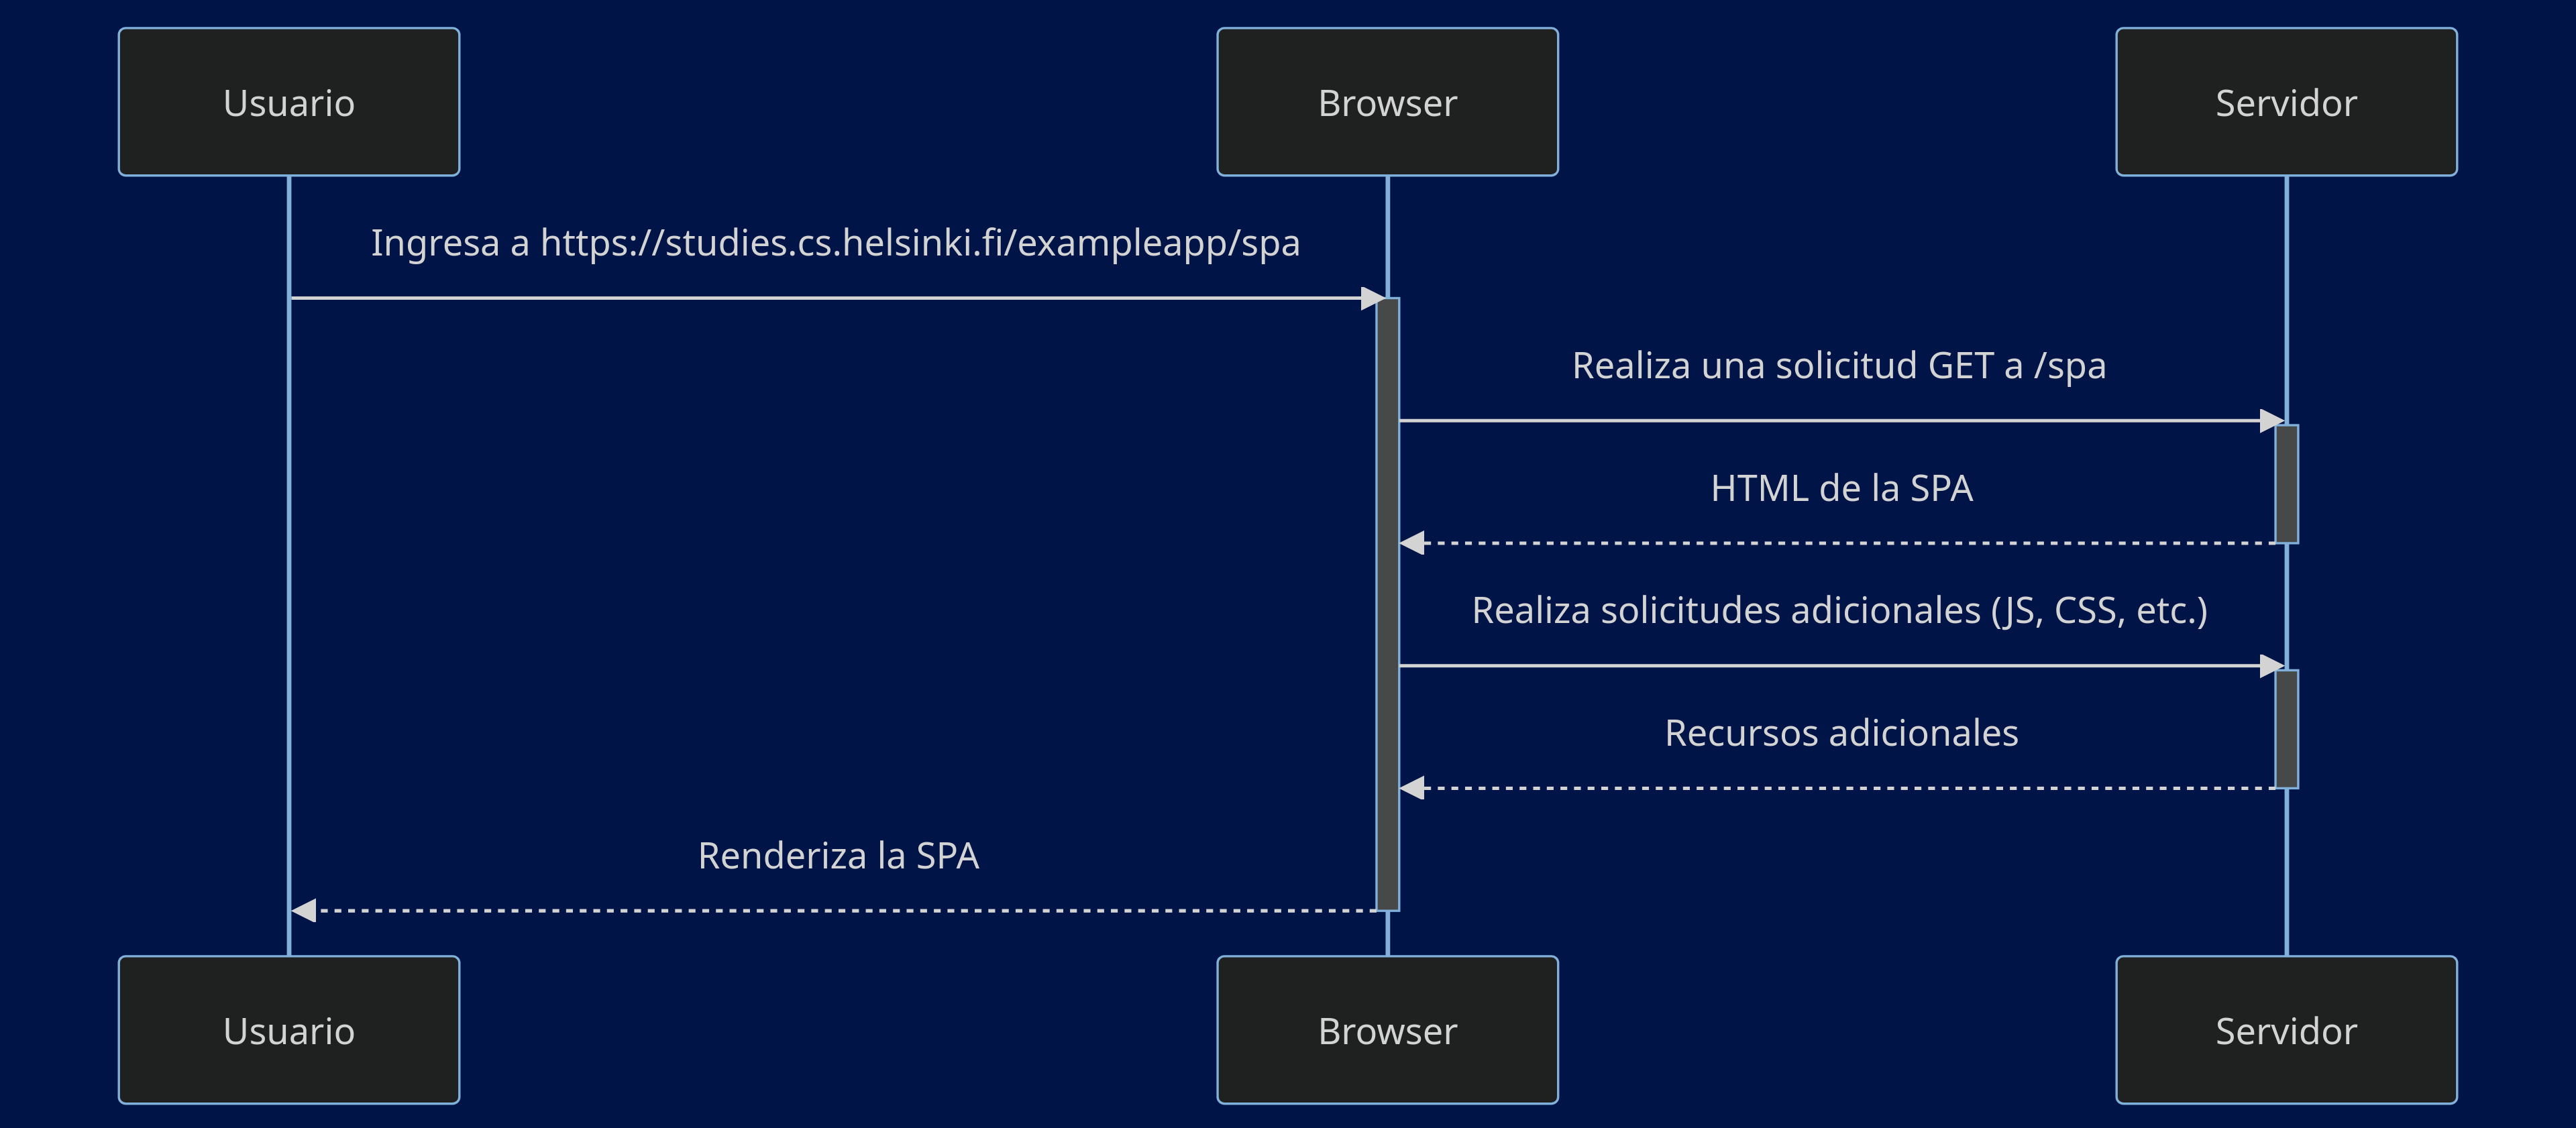 Usuario
Browser
Servidor
Ingresa a https://studies.cs.helsinki.fi/exampleapp/spa
Realiza una solicitud GET a /spa
HTML de la SPA
Realiza solicitudes adicionales (JS, CSS, etc.)
Recursos adicionales
Renderiza la SPA
Usuario
Browser
Servidor